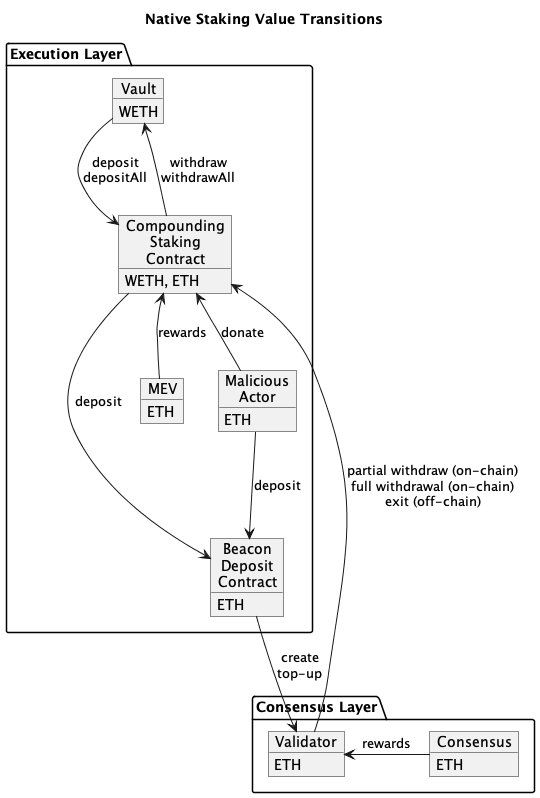 Native Staking Value Transitions
Execution Layer
Vault
WETH
deposit
depositAll
withdraw
withdrawAll
Compounding
Staking
Contract
WETH, ETH
rewards
donate
MEV
ETH
Malicious
Actor
ETH
deposit
deposit
partial withdraw (on-chain)
full withdrawal (on-chain)
exit (off-chain)
Beacon
Deposit
Contract
ETH
create
top-up
Consensus Layer
Validator
ETH
rewards
Consensus
ETH